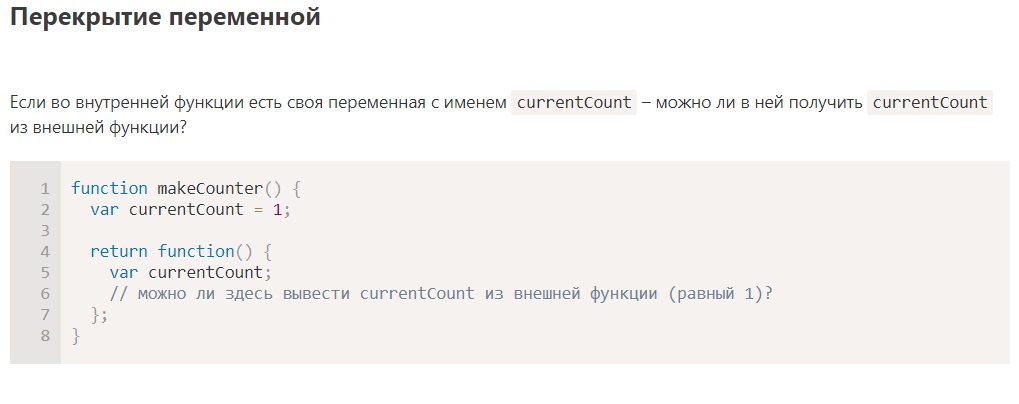 Перекрытие переменной
Если во внутренней функции есть своя переменная с именем currentCount – можно ли в ней получить currentCount
из внешней функции?
1 function makeCounter() {
2   var currentCount = 1;
3
4   return function() {
5     var currentCount;
6     // можно ли здесь вывести currentCount из внешней функции (равный 1)?
7   };
8 }